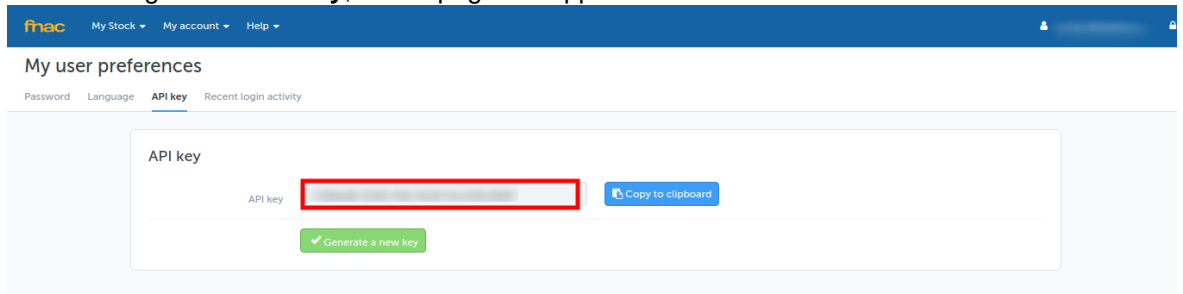 fnac My Stock My account Help
My user preferences
Password Language API key Recent login activity
API key
API key Copy to clipboard
Generate a new key